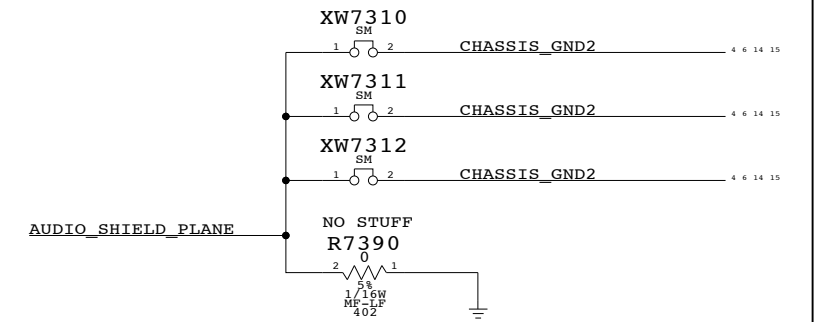 XW7310
SM
1 2 CHASSIS_GND2 4 6 14 15
XW7311
SM
1 2 CHASSIS_GND2 4 6 14 15
XW7312
SM
1 2 CHASSIS_GND2 4 6 14 15
AUDIO_SHIELD_PLANE
NO STUFF
R7390
0
2 1
5%
1/16W
MF-LF
402